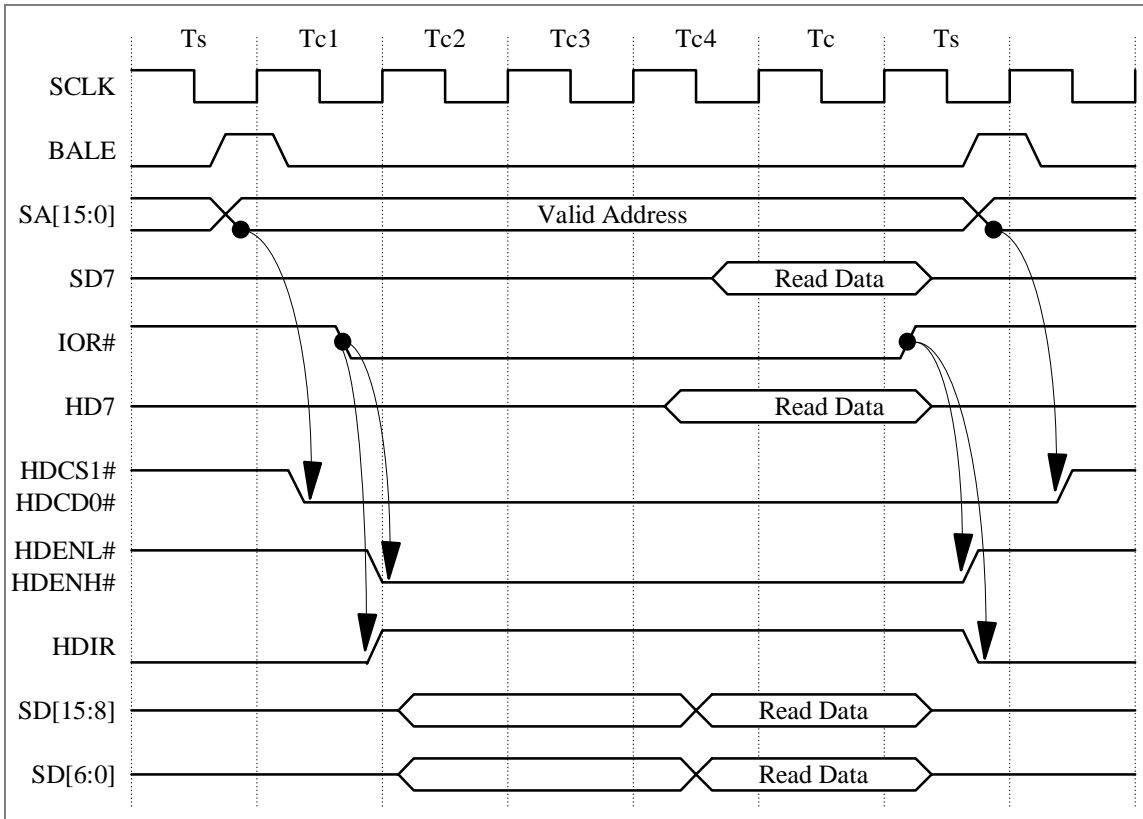 Ts Tc1 Tc2 Tc3 Tc4 Tc Ts
SCLK
BALE
SA[15:0] Valid Address
SD7 Read Data
IOR#
HD7 Read Data
HDCS1#
HDCD0#
HDENL#
HDENH#
HDIR
SD[15:8] Read Data
SD[6:0] Read Data